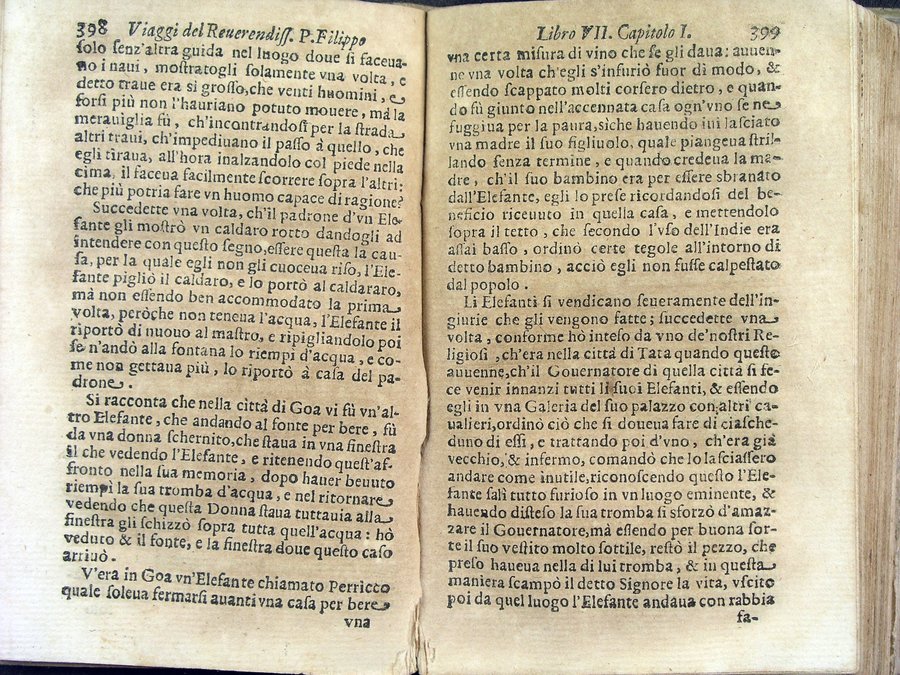 398 Viaggi del Reuerendiss. P. Filippo
solo senz'altra guida nel luogo doue si faceua-
no i naui, mostratogli solamente vna volta, e
detto traue era sì grosso, che venti huomini, e
forsi più non l'hauriano potuto mouere, mà la
merauiglia fù, ch'incontrandosi per la strada
altri traui, ch'impediuano il passo à quello, che
egli tiraua, all'hora inalzandolo col piede nella
cima, il faceua facilmente scorrere sopra l'altri:
che più potria fare vn huomo capace di ragione?
Succedette vna volta, ch'il padrone d'vn Ele-
fante gli mostrò vn caldaro rotto dandogli ad
intendere con questo segno, essere questa la cau-
sa, per la quale egli non gli cuoceua riso, l'Ele-
fante pigliò il caldaro, e lo portò al caldararo,
mà non essendo ben accommodato la prima
volta, peròche non teneua l'acqua, l'Elefante il
riportò di nuouo al mastro, e ripigliandolo poi
se n'andò alla fontana lo riempi d'acqua, e co-
me non gettaua più, lo riportò à casa del pa-
drone.
Si racconta che nella città di Goa vi fù vn'al-
tro Elefante, che andando al fonte per bere, fù
da vna donna schernito, che staua in vna finestra
il che vedendo l'Elefante, e ritenendo quest'af-
fronto nella sua memoria, dopo hauer beuuto
riempì la sua tromba d'acqua, e nel ritornare
vedendo che questa Donna staua tuttauia alla
finestra gli schizzò sopra tutta quell'acqua: hò
veduto & il fonte, e la finestra doue questo caso
arriuò.
V'era in Goa vn'Elefante chiamato Perricco
quale soleua fermarsi auanti vna casa per bere
vna
Libro VII. Capitolo I. 399
vna certa misura di vino che se gli daua: auuen-
ne vna volta ch'egli s'infuriò fuor di modo, &
essendo scappato molti corsero dietro, e quan-
do fù giunto nell'accennata casa ogn'vno se ne
fuggiua per la paura, sìche hauendo iui lasciato
vna madre il suo figliuolo, quale piangeua stril-
lando senza termine, e quando credeua la ma-
dre, ch'il suo bambino era per essere sbranato
dall'Elefante, egli lo prese ricordandosi del be-
neficio riceuuto in quella casa, e mettendolo
sopra il tetto, che secondo l'vso dell'Indie era
assai basso, ordinò certe tegole all'intorno di
detto bambino, acciò egli non fusse calpestato
dal popolo.
Li Elefanti si vendicano seueramente dell'in-
giurie che gli vengono fatte; succedette vna
volta, conforme hò inteso da vno de'nostri Re-
ligiosi, ch'era nella città di Tata quando questo
auuenne, ch'il Gouernatore di quella città si fe-
ce venir innanzi tutti li suoi Elefanti, & essendo
egli in vna Galeria del suo palazzo con altri ca-
ualieri, ordinò ciò che si doueua fare di ciasche-
duno di essi, e trattando poi d'vno, ch'era già
vecchio, & infermo, comandò che lo lasciassero
andare come inutile, riconoscendo questo l'Ele-
fante salì tutto furioso in vn luogo eminente, &
hauendo disteso la sua tromba si sforzò d'amaz-
zare il Gouernatore, mà essendo per buona sor-
te il suo vestito molto sottile, restò il pezzo, che
preso haueua nella di lui tromba, & in questa
maniera scampò il detto Signore la vita, vscito
poi da quel luogo l'Elefante andaua con rabbia
fa-